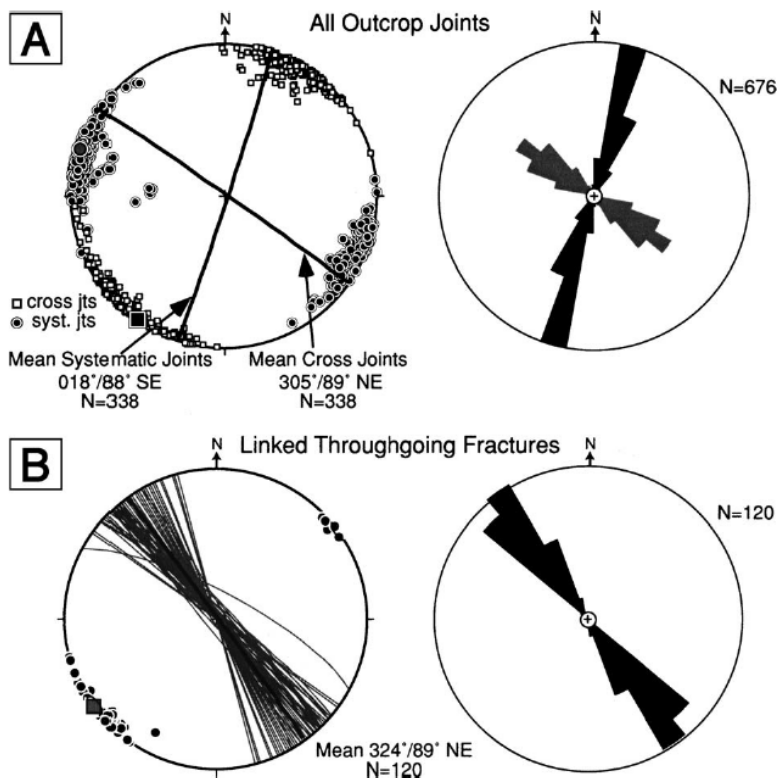 A
All Outcrop Joints
N
N
N=676
cross jts
syst. jts
Mean Systematic Joints
018°/88° SE
N=338
Mean Cross Joints
305°/89° NE
N=338
B
Linked Throughgoing Fractures
N
N
N=120
Mean 324°/89° NE
N=120